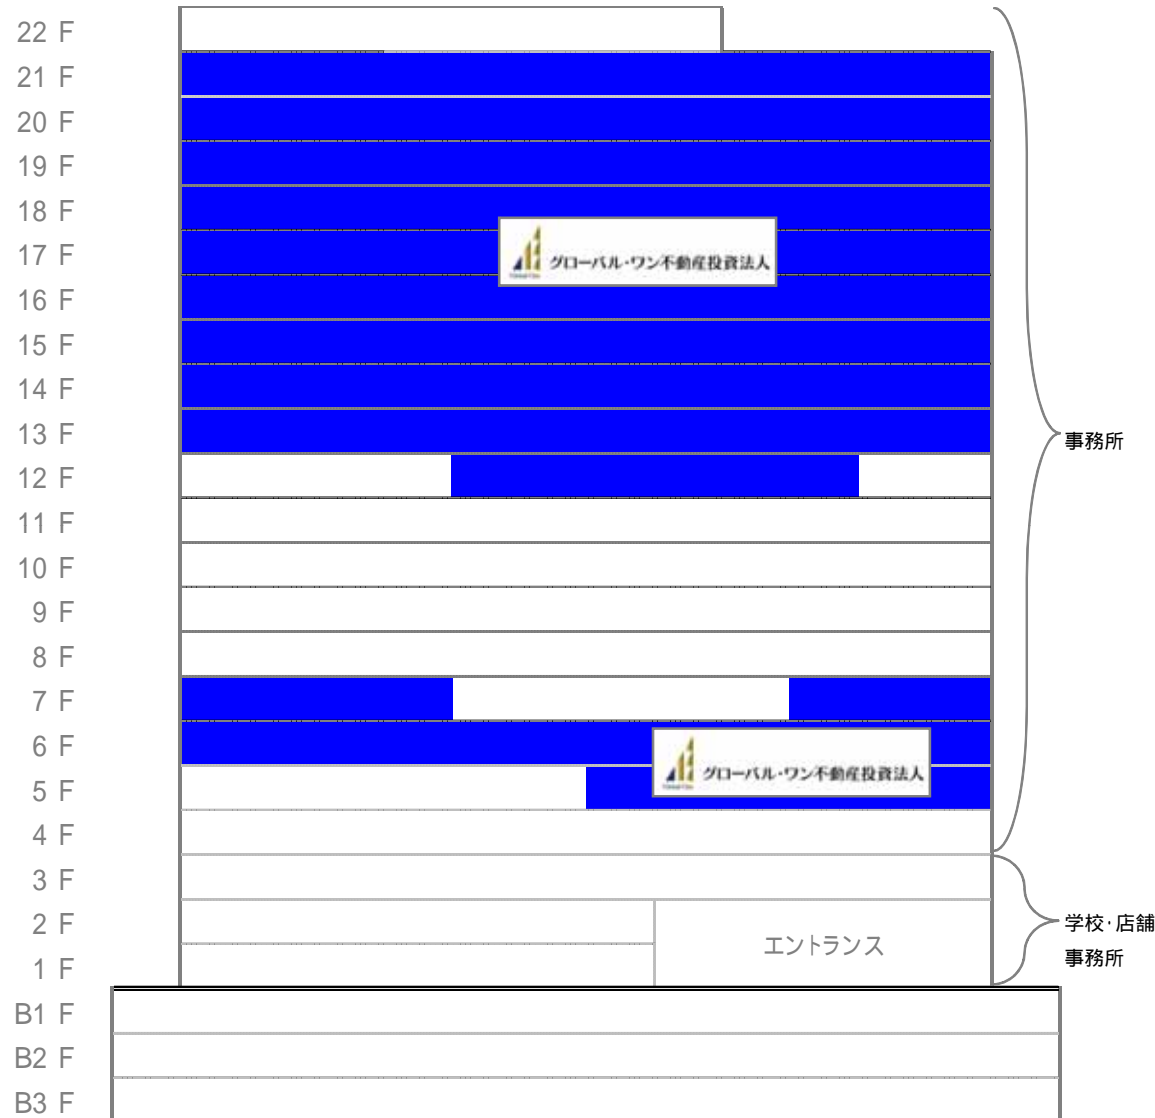 22 F
21 F
20 F
19 F
18 F
グローバル・ワン不動産投資法人
17 F
16 F
15 F
14 F
13 F
事務所
12 F
11 F
10 F
9 F
8 F
7 F
6 F
グローバル・ワン不動産投資法人
5 F
4 F
3 F
2 F
学校・店舗
エントランス
事務所
1 F
B1 F
B2 F
B3 F